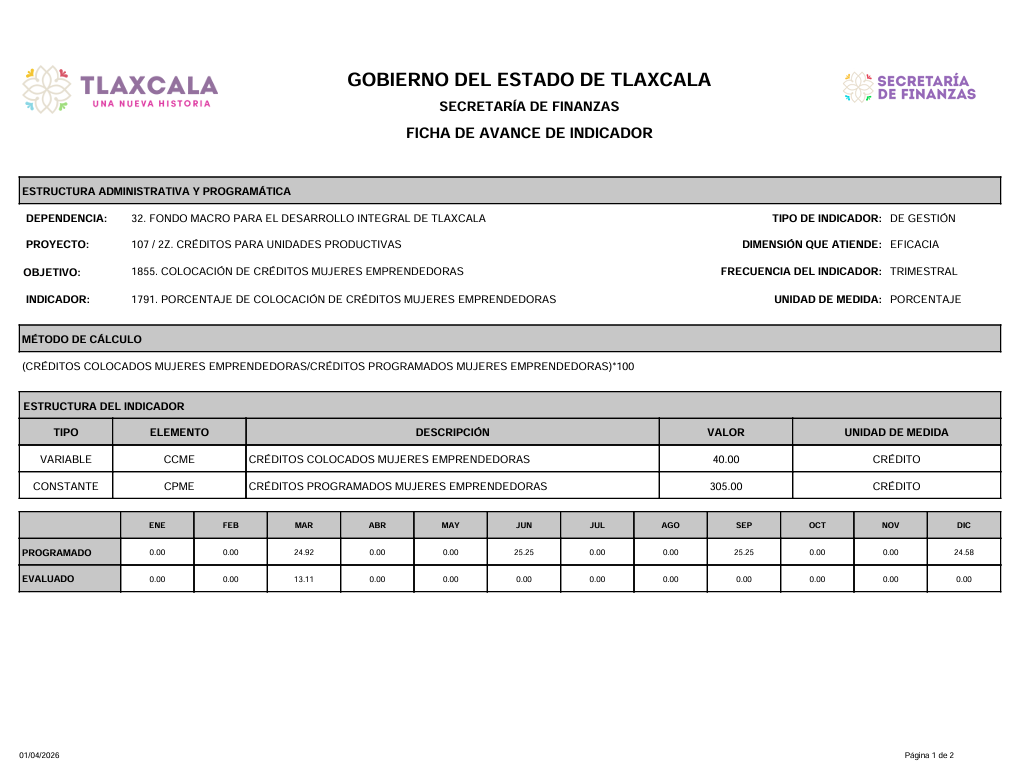 TLAXCALA
UNA NUEVA HISTORIA
GOBIERNO DEL ESTADO DE TLAXCALA
SECRETARÍA DE FINANZAS
FICHA DE AVANCE DE INDICADOR
SECRETARÍA
DE FINANZAS
ESTRUCTURA ADMINISTRATIVA Y PROGRAMÁTICA
DEPENDENCIA: 32. FONDO MACRO PARA EL DESARROLLO INTEGRAL DE TLAXCALA TIPO DE INDICADOR: DE GESTIÓN
PROYECTO: 107 / 2Z. CRÉDITOS PARA UNIDADES PRODUCTIVAS DIMENSIÓN QUE ATIENDE: EFICACIA
OBJETIVO: 1855. COLOCACIÓN DE CRÉDITOS MUJERES EMPRENDEDORAS FRECUENCIA DEL INDICADOR: TRIMESTRAL
INDICADOR: 1791. PORCENTAJE DE COLOCACIÓN DE CRÉDITOS MUJERES EMPRENDEDORAS UNIDAD DE MEDIDA: PORCENTAJE
MÉTODO DE CÁLCULO
(CRÉDITOS COLOCADOS MUJERES EMPRENDEDORAS/CRÉDITOS PROGRAMADOS MUJERES EMPRENDEDORAS)*100
ESTRUCTURA DEL INDICADOR
TIPO ELEMENTO DESCRIPCIÓN VALOR UNIDAD DE MEDIDA
VARIABLE CCME CRÉDITOS COLOCADOS MUJERES EMPRENDEDORAS 40.00 CRÉDITO
CONSTANTE CPME CRÉDITOS PROGRAMADOS MUJERES EMPRENDEDORAS 305.00 CRÉDITO
ENE FEB MAR ABR MAY JUN JUL AGO SEP OCT NOV DIC
PROGRAMADO 0.00 0.00 24.92 0.00 0.00 25.25 0.00 0.00 25.25 0.00 0.00 24.58
EVALUADO 0.00 0.00 13.11 0.00 0.00 0.00 0.00 0.00 0.00 0.00 0.00 0.00
01/04/2026 Página 1 de 2